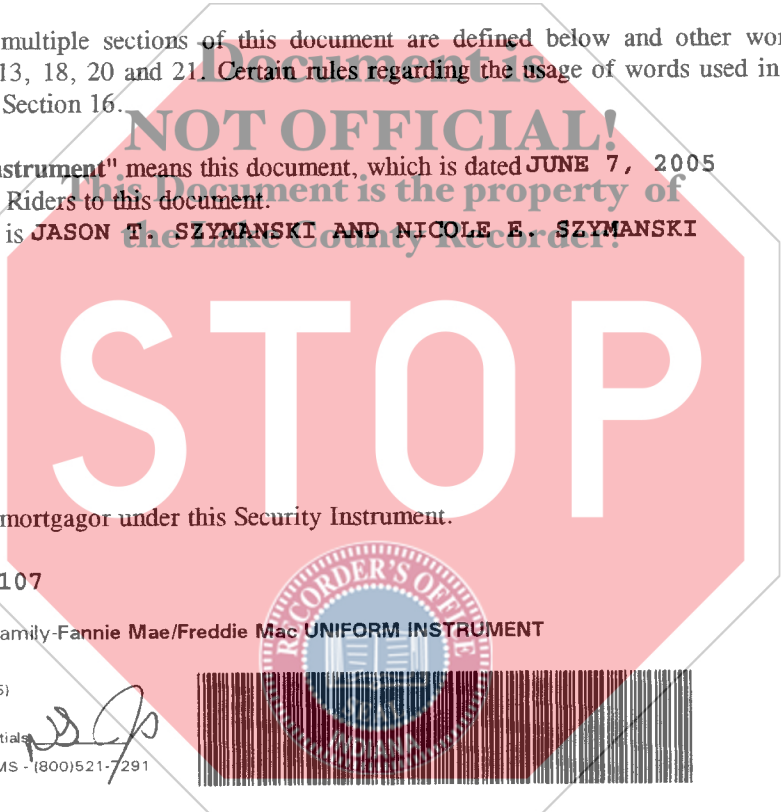 multiple sections of this document are defined below and other wor
Document is
13, 18, 20 and 21. Certain rules regarding the usage of words used in
Section 16.
NOT OFFICIAL!
strument" means this document, which is dated JUNE 7, 2005
This Document is the property of
Riders to this document.
is JASON T. SZYMANSKI AND NICOLE E. SZYMANSKI
the Lake County Recorder!
STOP
mortgagor under this Security Instrument.
107
RECORDER'S OFFICE
amily-Fannie Mae/Freddie Mac UNIFORM INSTRUMENT
5)
SEAL
tials
INDIANA
MS - (800)521-7291